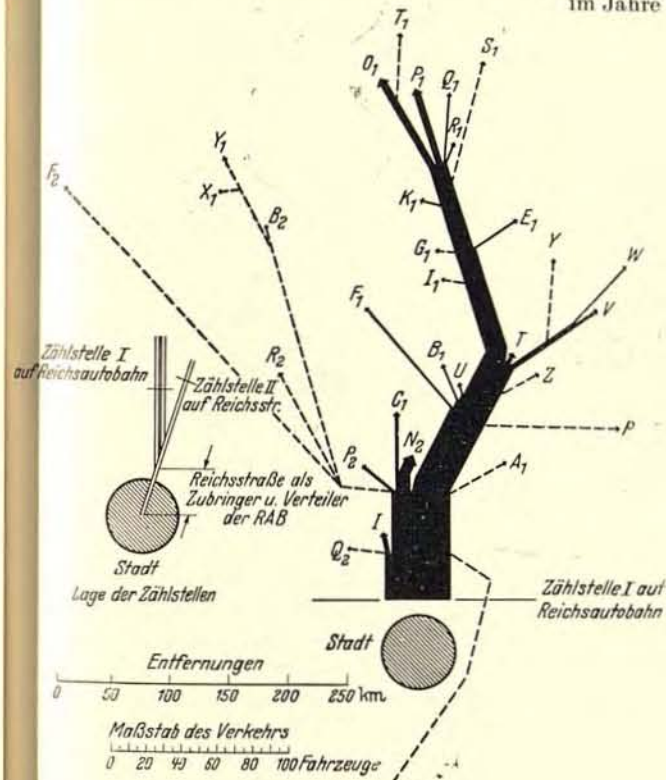 im Jahre
T₁
S₁
O₁
P₁
Q₁
R₁
Y₁
X₁
F₂
B₂
K₁
E₁
G₁
I₁
Y
W
F₁
V
T
B₁
U
Z
R₂
C₁
N₂
P
P₂
A₁
I
Q₂
Zählstelle I
auf Reichsautobahn
Zählstelle II
auf Reichsstr.
Reichsstraße als
Zubringer u. Verteiler
der RAB
Stadt
Lage der Zählstellen
Zählstelle I auf
Reichsautobahn
Stadt
Entfernungen
0 50 100 150 200 250 km
Maßstab des Verkehrs
0 20 40 60 80 100 Fahrzeuge